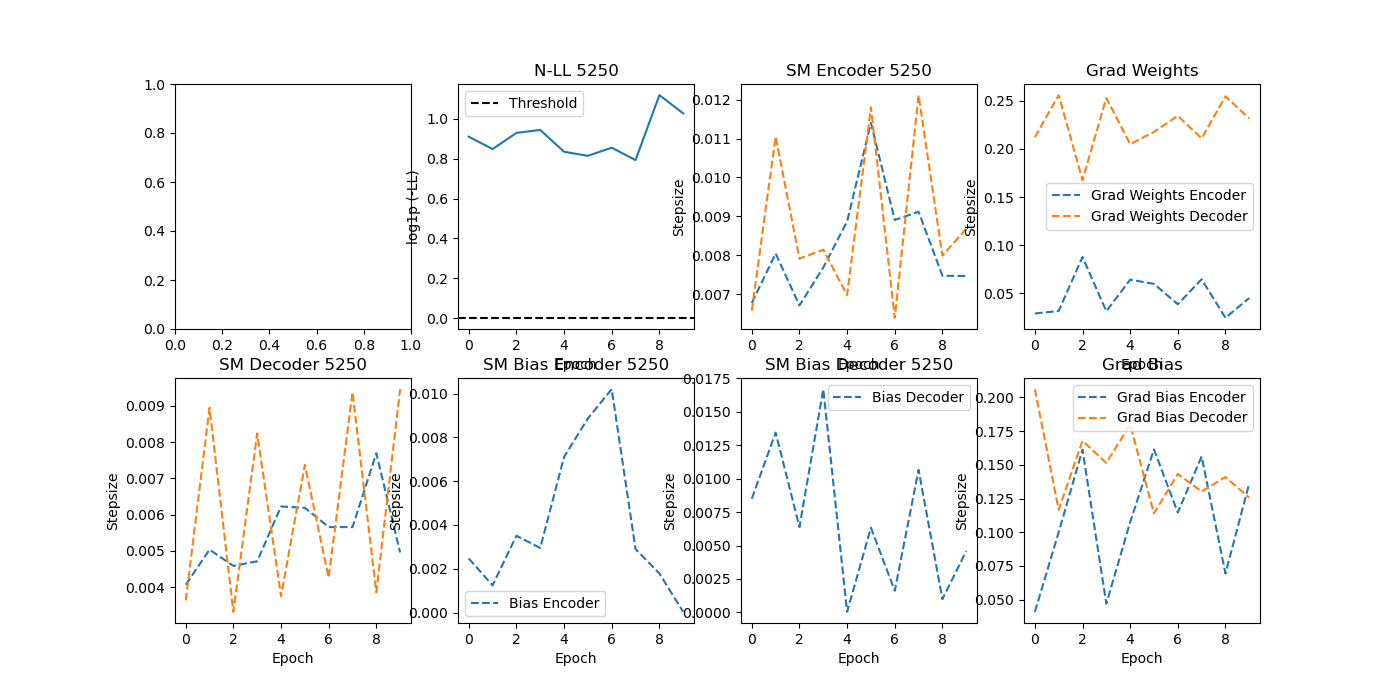 N-LL 5250
SM Encoder 5250
Grad Weights
1.0
0.8
0.6
0.4
0.2
0.0
0.0 0.2 0.4 0.6 0.8 1.0
log1p (-LL)
1.0
0.8
0.6
0.4
0.2
0.0
Threshold
0 2 4 6 8
Epoch
Stepsize
0.012
0.011
0.010
0.009
0.008
0.007
0 2 4 6 8
Epoch
Stepsize
0.25
0.20
0.10
0.05
Grad Weights Encoder
Grad Weights Decoder
0 2 4 6 8
Epoch
SM Decoder 5250
SM Bias Encoder 5250
SM Bias Decoder 5250
Grad Bias
Stepsize
0.009
0.008
0.007
0.006
0.005
0.004
0 2 4 6 8
Epoch
Stepsize
0.010
0.008
0.006
0.004
0.002
0.000
Bias Encoder
0 2 4 6 8
Epoch
Stepsize
0.0175
0.0150
0.0125
0.0100
0.0075
0.0050
0.0025
0.0000
Bias Decoder
0 2 4 6 8
Epoch
Stepsize
0.200
0.175
0.150
0.125
0.100
0.075
0.050
Grad Bias Encoder
Grad Bias Decoder
0 2 4 6 8
Epoch